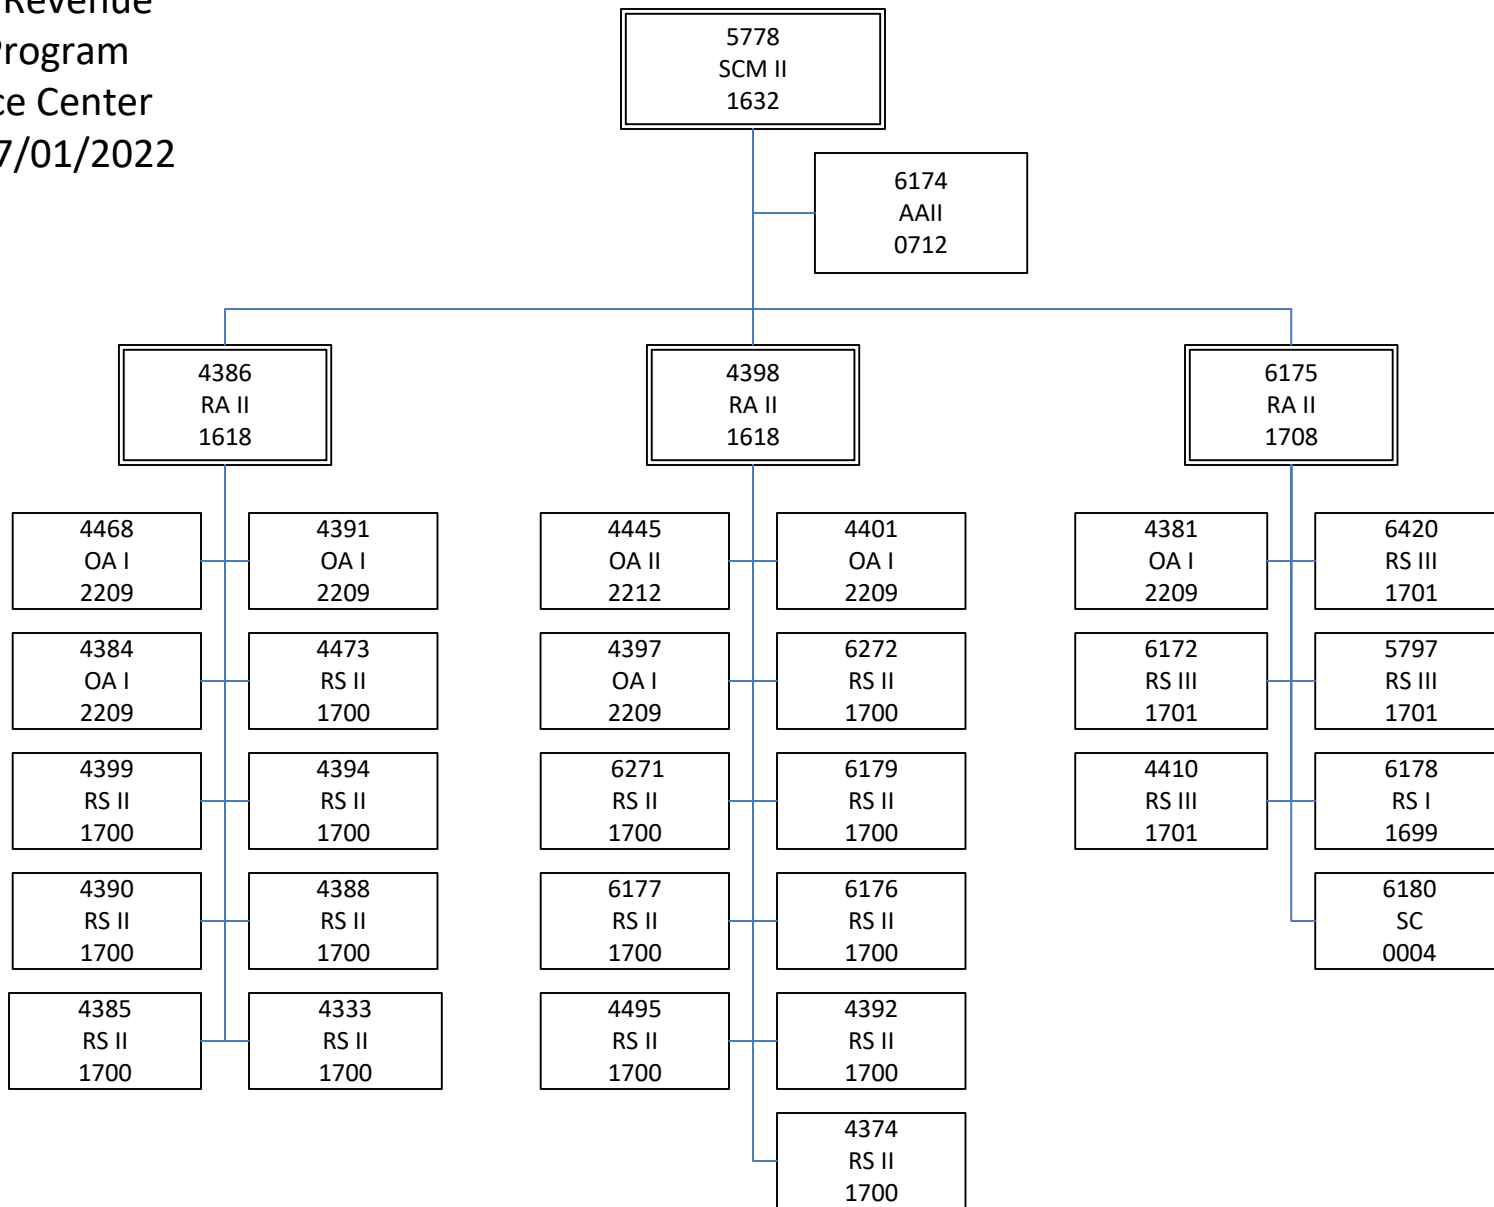 Revenue
Program
Center
7/01/2022
5778
SCM II
1632
6174
AAII
0712
4386
RA II
1618
4398
RA II
1618
6175
RA II
1708
4468
OA I
2209
4391
OA I
2209
4445
OA II
2212
4401
OA I
2209
4381
OA I
2209
6420
RS III
1701
4384
OA I
2209
4473
RS II
1700
4397
OA I
2209
6272
RS II
1700
6172
RS III
1701
5797
RS III
1701
4399
RS II
1700
4394
RS II
1700
6271
RS II
1700
6179
RS II
1700
4410
RS III
1701
6178
RS I
1699
4390
RS II
1700
4388
RS II
1700
6177
RS II
1700
6176
RS II
1700
6180
SC
0004
4385
RS II
1700
4333
RS II
1700
4495
RS II
1700
4392
RS II
1700
4374
RS II
1700